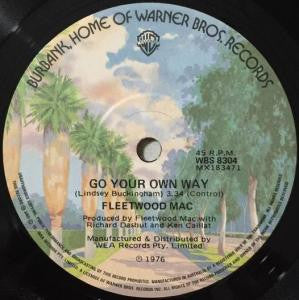 BURBANK, HOME OF WARNER BROS. RECORDS
45 R.P.M.
WBS 8304
MX183471
GO YOUR OWN WAY
(Lindsey Buckingham) 3.34 (Control)
FLEETWOOD MAC
Produced by Fleetwood Mac with
Richard Dashut and Ken Caillat
Manufactured & Distributed by
WEA Records Pty. Limited
℗ 1976